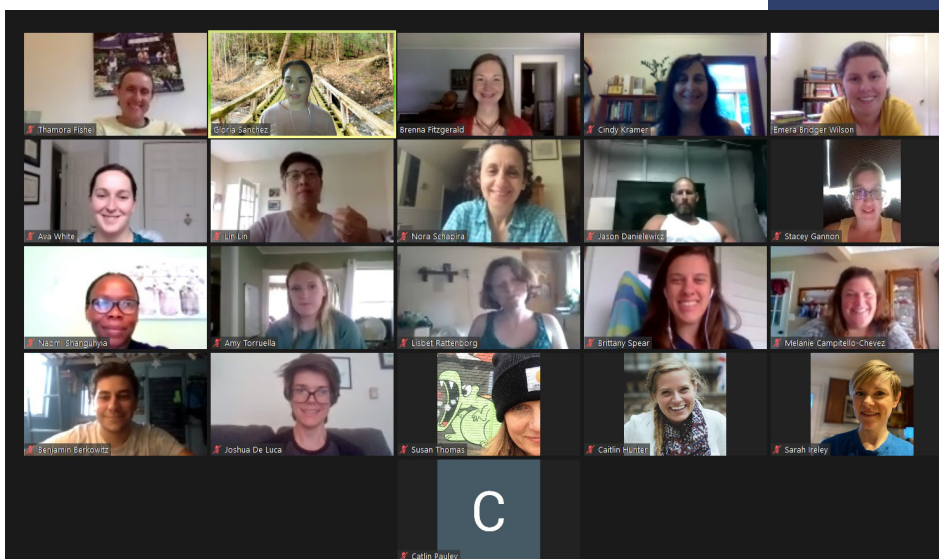 Thamora Fishel
Gloria Sanchez
Brenna Fitzgerald
Cindy Kramer
Emera Bridger Wilson
Ava White
Lin Lin
Nora Schapira
Jason Danielewicz
Stacey Gannon
Naomi Shanguhyia
Amy Torruella
Lisbet Rattenborg
Brittany Spear
Melanie Campitello-Chevez
Benjamin Berkowitz
Joshua De Luca
Susan Thomas
Caitlin Hunter
Sarah Ireley
C
Catlin Pauley